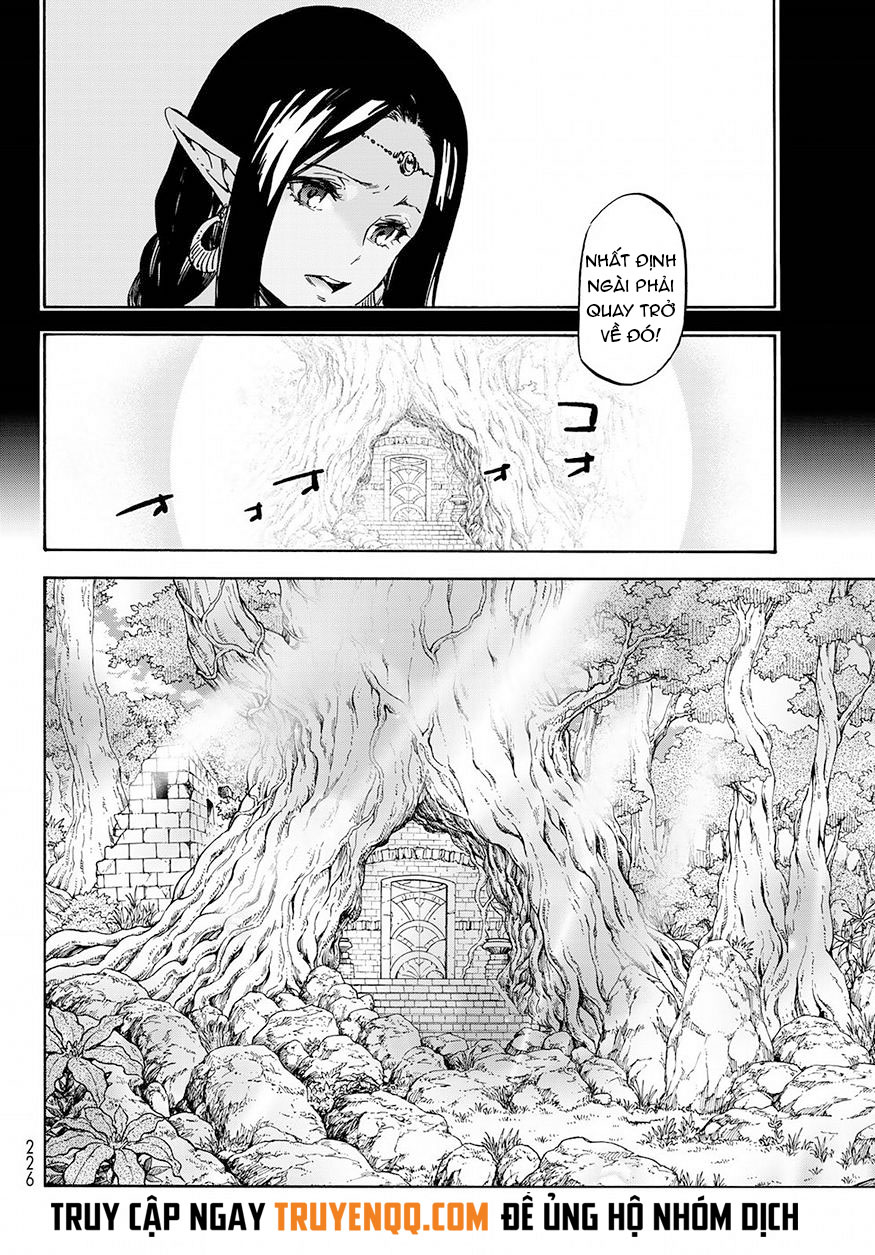 NHẤT ĐỊNH
NGÀI PHẢI
QUAY TRỞ
VỀ ĐÓ!
コオオオオオ
226
TRUY CẬP NGAY TRUYENQQ.COM ĐỂ ỦNG HỘ NHÓM DỊCH